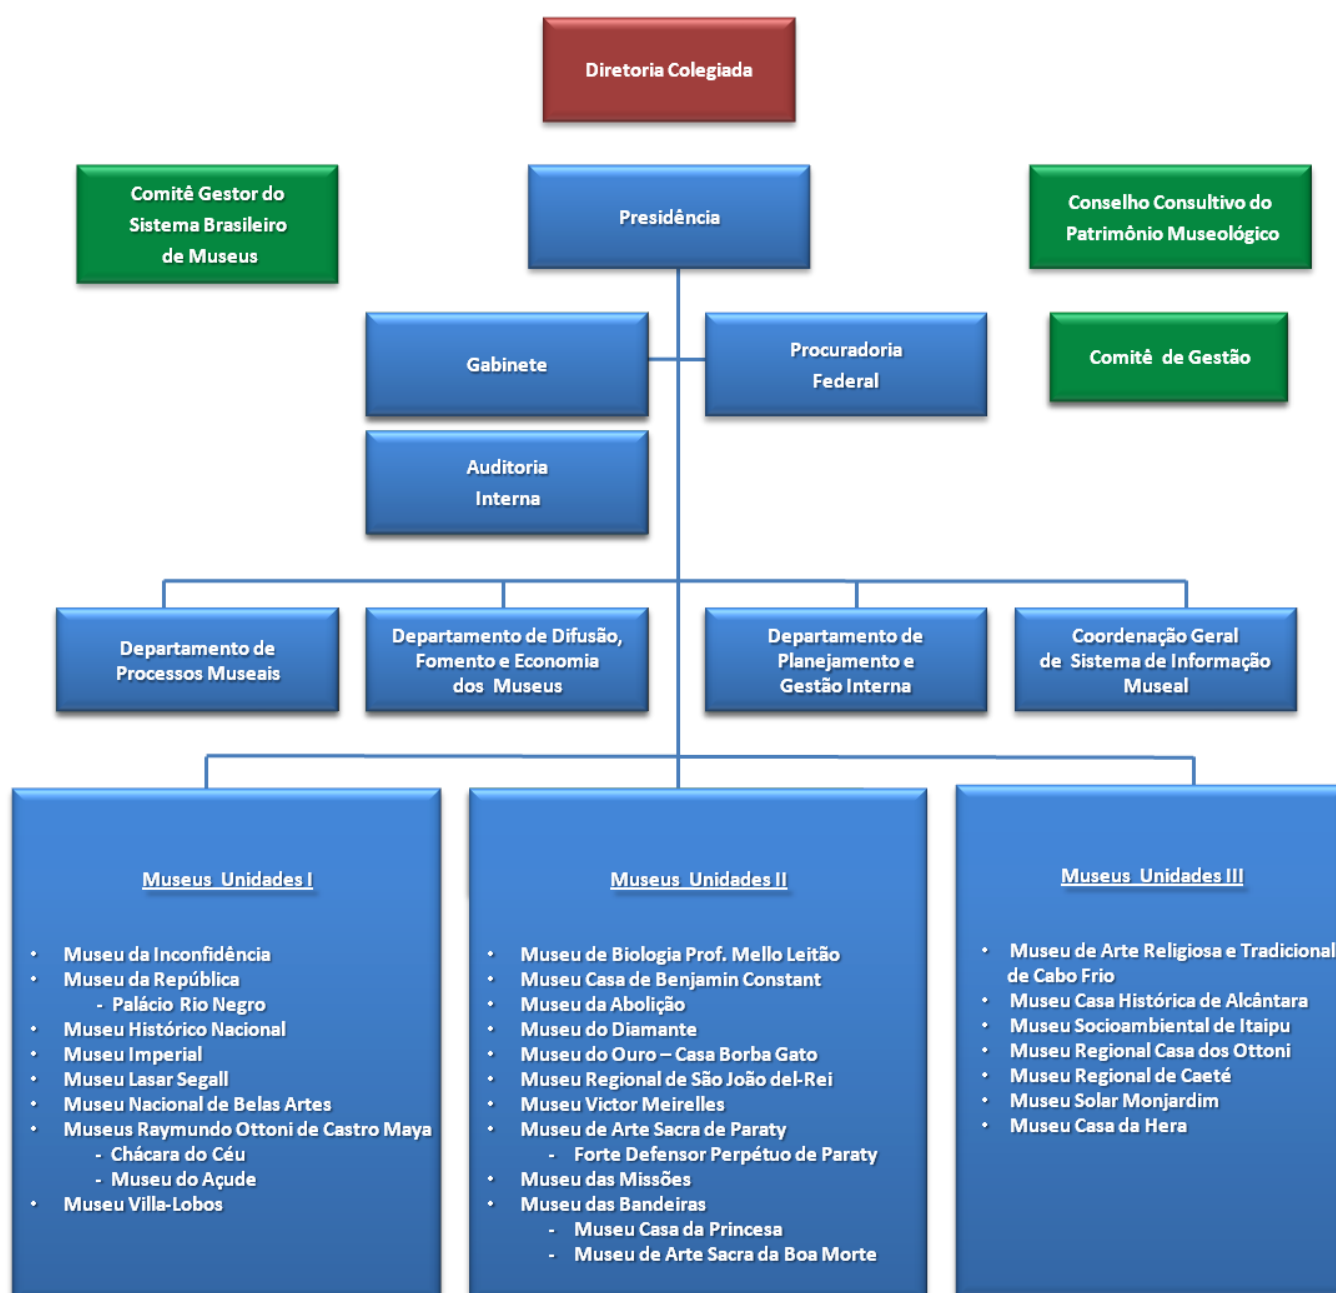 Diretoria Colegiada
Comitê Gestor do
Sistema Brasileiro
de Museus
Presidência
Conselho Consultivo do
Patrimônio Museológico
Gabinete
Procuradoria
Federal
Comitê de Gestão
Auditoria
Interna
Departamento de
Processos Museais
Departamento de Difusão,
Fomento e Economia
dos Museus
Departamento de
Planejamento e
Gestão Interna
Coordenação Geral
de Sistema de Informação
Museal
Museus Unidades I
• Museu da Inconfidência
• Museu da República
- Palácio Rio Negro
• Museu Histórico Nacional
• Museu Imperial
• Museu Lasar Segall
• Museu Nacional de Belas Artes
• Museus Raymundo Ottoni de Castro Maya
- Chácara do Céu
- Museu do Açude
• Museu Villa-Lobos
Museus Unidades II
• Museu de Biologia Prof. Mello Leitão
• Museu Casa de Benjamin Constant
• Museu da Abolição
• Museu do Diamante
• Museu do Ouro – Casa Borba Gato
• Museu Regional de São João del-Rei
• Museu Victor Meirelles
• Museu de Arte Sacra de Paraty
- Forte Defensor Perpétuo de Paraty
• Museu das Missões
• Museu das Bandeiras
- Museu Casa da Princesa
- Museu de Arte Sacra da Boa Morte
Museus Unidades III
• Museu de Arte Religiosa e Tradicional
de Cabo Frio
• Museu Casa Histórica de Alcântara
• Museu Socioambiental de Itaipu
• Museu Regional Casa dos Ottoni
• Museu Regional de Caeté
• Museu Solar Monjardim
• Museu Casa da Hera